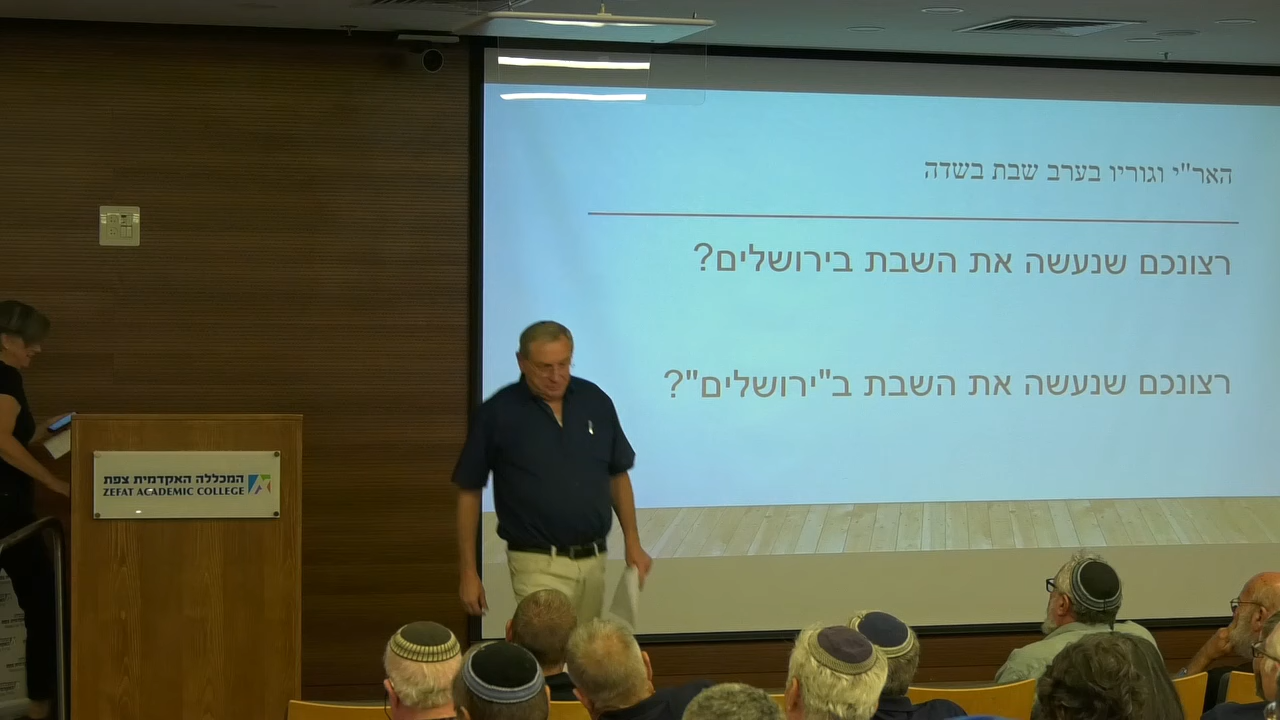 האר"י וגוריו בערב שבת בשדה
רצונכם שנעשה את השבת בירושלים?
רצונכם שנעשה את השבת ב"ירושלים"?
המכללה האקדמית צפת
ZEFAT ACADEMIC COLLEGE